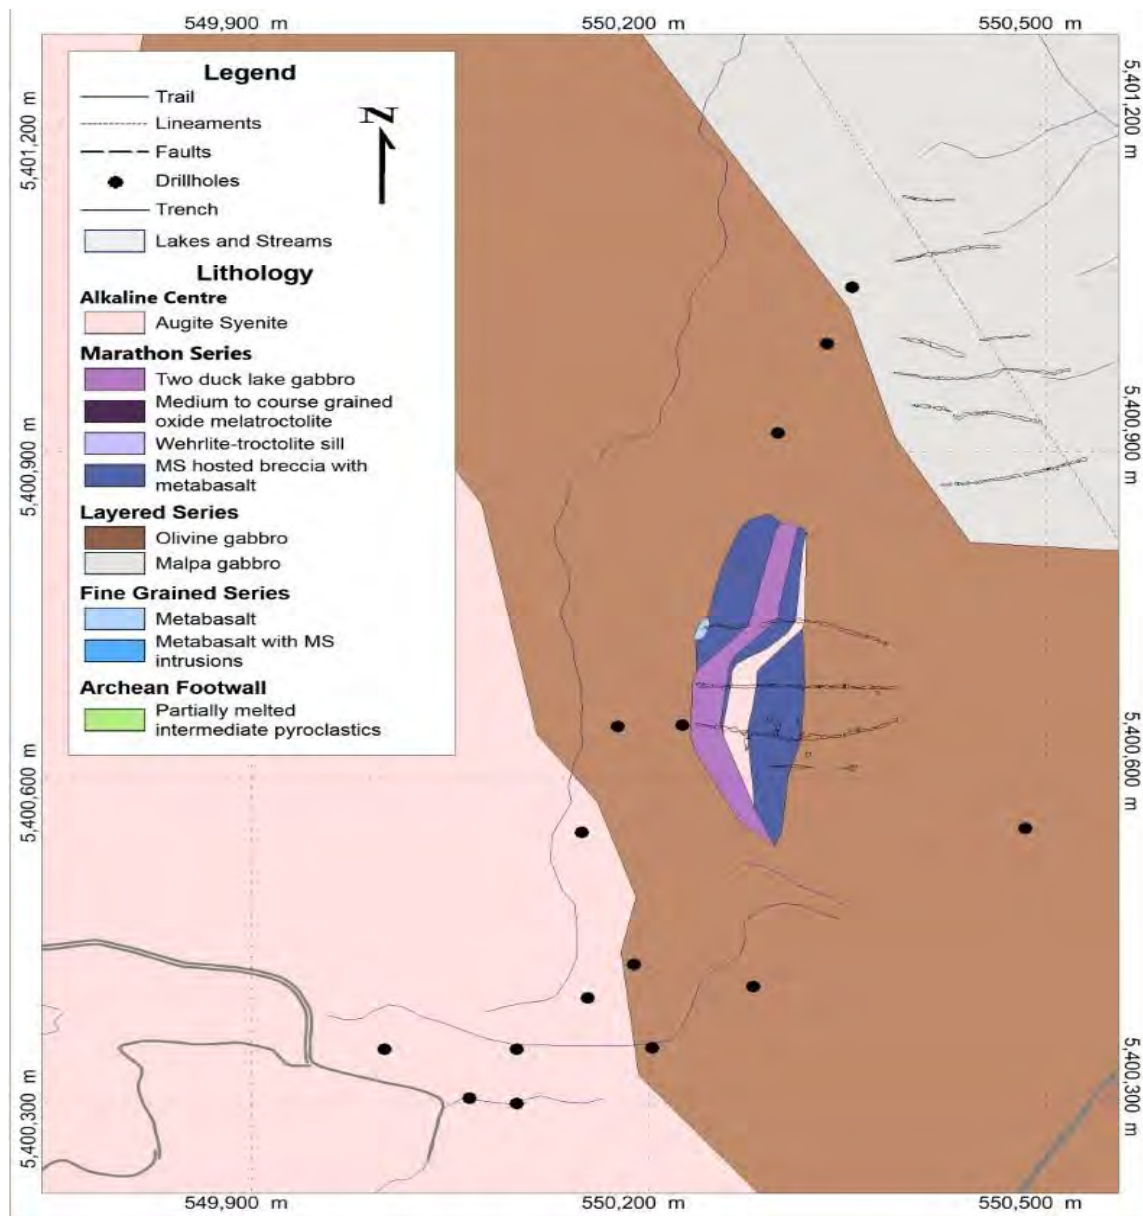 549,900 m
550,200 m
550,500 m
5,401,200 m
5,401,200 m
Legend
Trail
Lineaments
Faults
Drillholes
Trench
Lakes and Streams
N
Lithology
Alkaline Centre
Augite Syenite
Marathon Series
Two duck lake gabbro
Medium to course grained
oxide melatroctolite
Wehrlite-troctolite sill
MS hosted breccia with
metabasalt
Layered Series
Olivine gabbro
Malpa gabbro
Fine Grained Series
Metabasalt
Metabasalt with MS
intrusions
Archean Footwall
Partially melted
intermediate pyroclastics
5,400,900 m
5,400,900 m
5,400,600 m
5,400,600 m
5,400,300 m
5,400,300 m
549,900 m
550,200 m
550,500 m